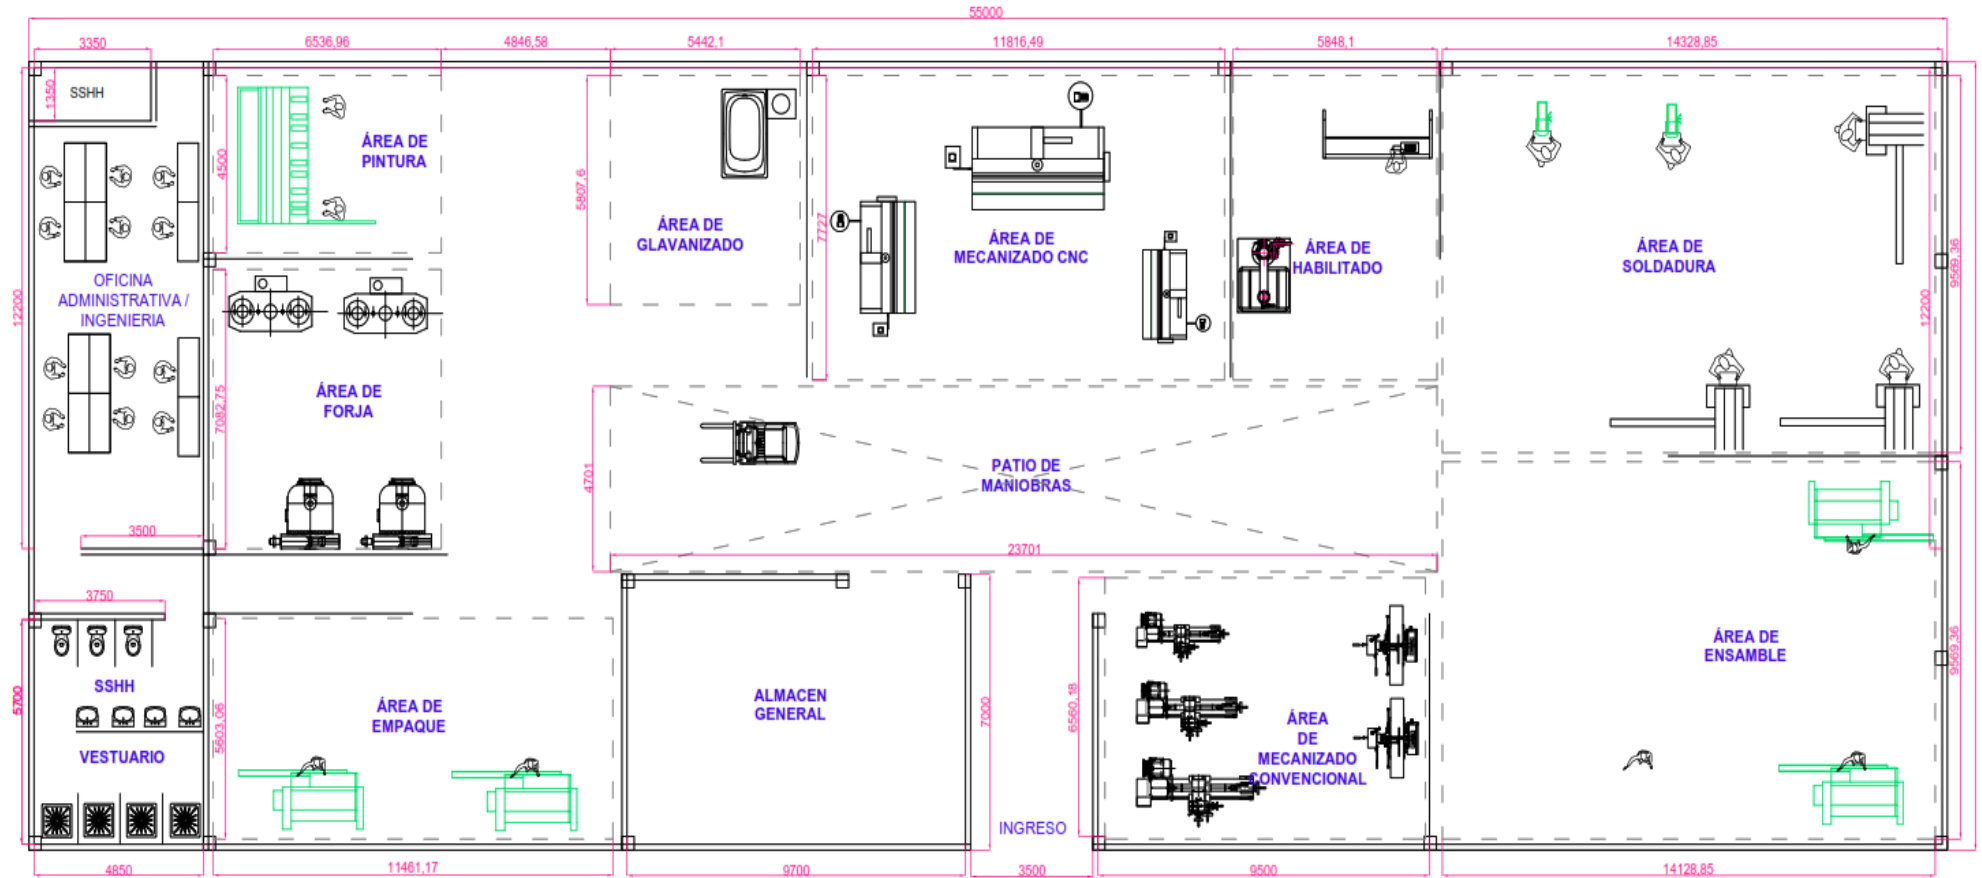 55000
3350
6536,96
4846,58
5442,1
11816,49
5848,1
14328,85
SSHH
1350
ÁREA DE
PINTURA
4500
5807,6
7727
ÁREA DE
GLAVANIZADO
ÁREA DE
MECANIZADO CNC
ÁREA DE
HABILITADO
ÁREA DE
SOLDADURA
9569,36
12200
12200
OFICINA
ADMINISTRATIVA /
INGENIERIA
7082,75
ÁREA DE
FORJA
4701
PATIO DE
MANIOBRAS
23701
3500
3750
5700
SSHH
VESTUARIO
5603,06
ÁREA DE
EMPAQUE
ALMACEN
GENERAL
7000
6560,18
ÁREA
DE
MECANIZADO
CONVENCIONAL
ÁREA DE
ENSAMBLE
9569,36
INGRESO
4850
11461,17
9700
3500
9500
14128,85